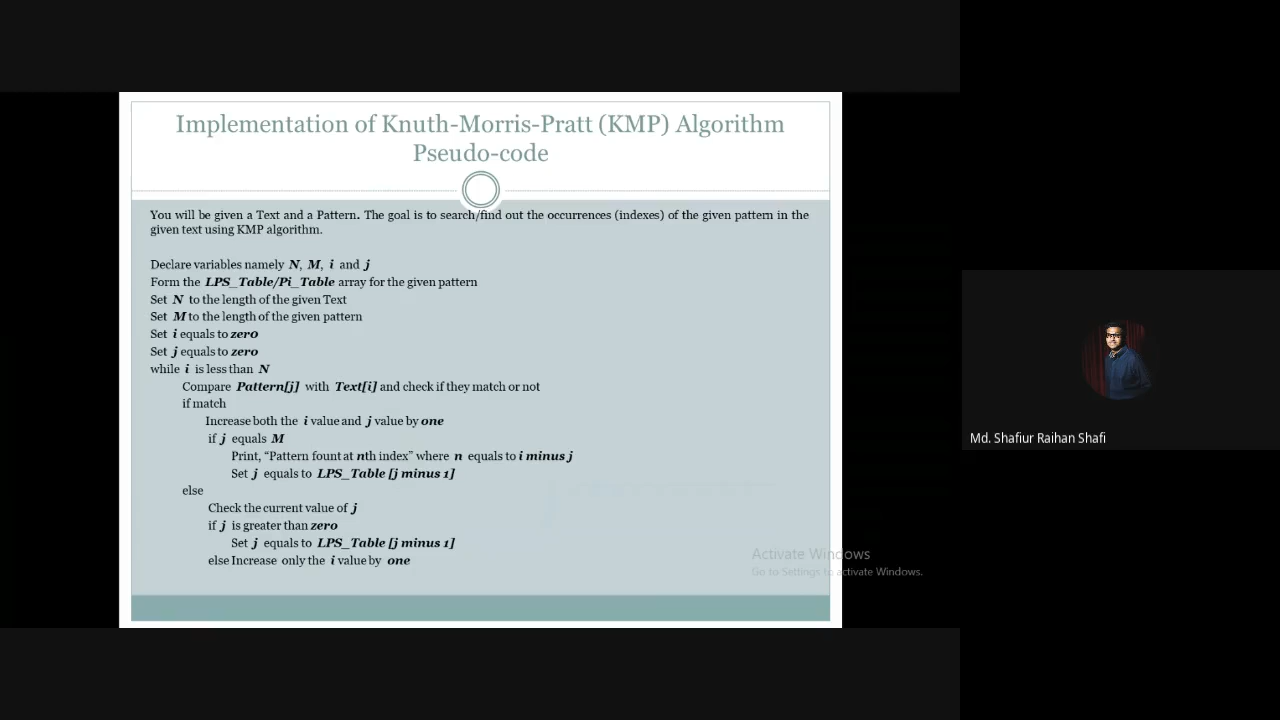 Implementation of Knuth-Morris-Pratt (KMP) Algorithm
Pseudo-code
You will be given a Text and a Pattern. The goal is to search/find out the occurrences (indexes) of the given pattern in the
given text using KMP algorithm.
Declare variables namely N, M, i and j
Form the LPS_Table/Pi_Table array for the given pattern
Set N to the length of the given Text
Set M to the length of the given pattern
Set i equals to zero
Set j equals to zero
while i is less than N
Compare Pattern[j] with Text[i] and check if they match or not
if match
Increase both the i value and j value by one
if j equals M
Print, “Pattern fount at nth index” where n equals to i minus j
Set j equals to LPS_Table [j minus 1]
else
Check the current value of j
if j is greater than zero
Set j equals to LPS_Table [j minus 1]
else Increase only the i value by one
Activate Windows
Go to Settings to activate Windows.
Md. Shafiur Raihan Shafi